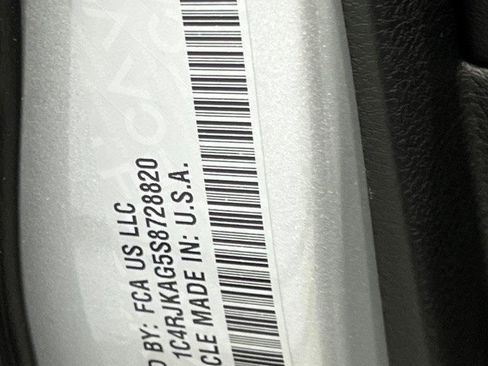 D BY: FCA US LLC
1C4RJKAG5S8728820
CLE MADE IN: U.S.A.